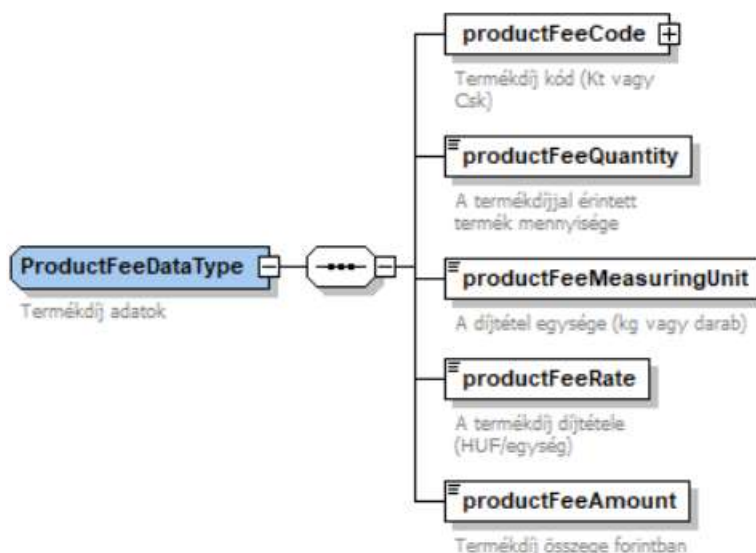 productFeeCode
Termékdíj kód (Kt vagy
Csk)
productFeeQuantity
A termékdíjjal érintett
termék mennyisége
ProductFeeDataType
Termékdíj adatok
productFeeMeasuringUnit
A díjtétel egysége (kg vagy darab)
productFeeRate
A termékdíj díjtétele
(HUF/egység)
productFeeAmount
Termékdíj összege forintban